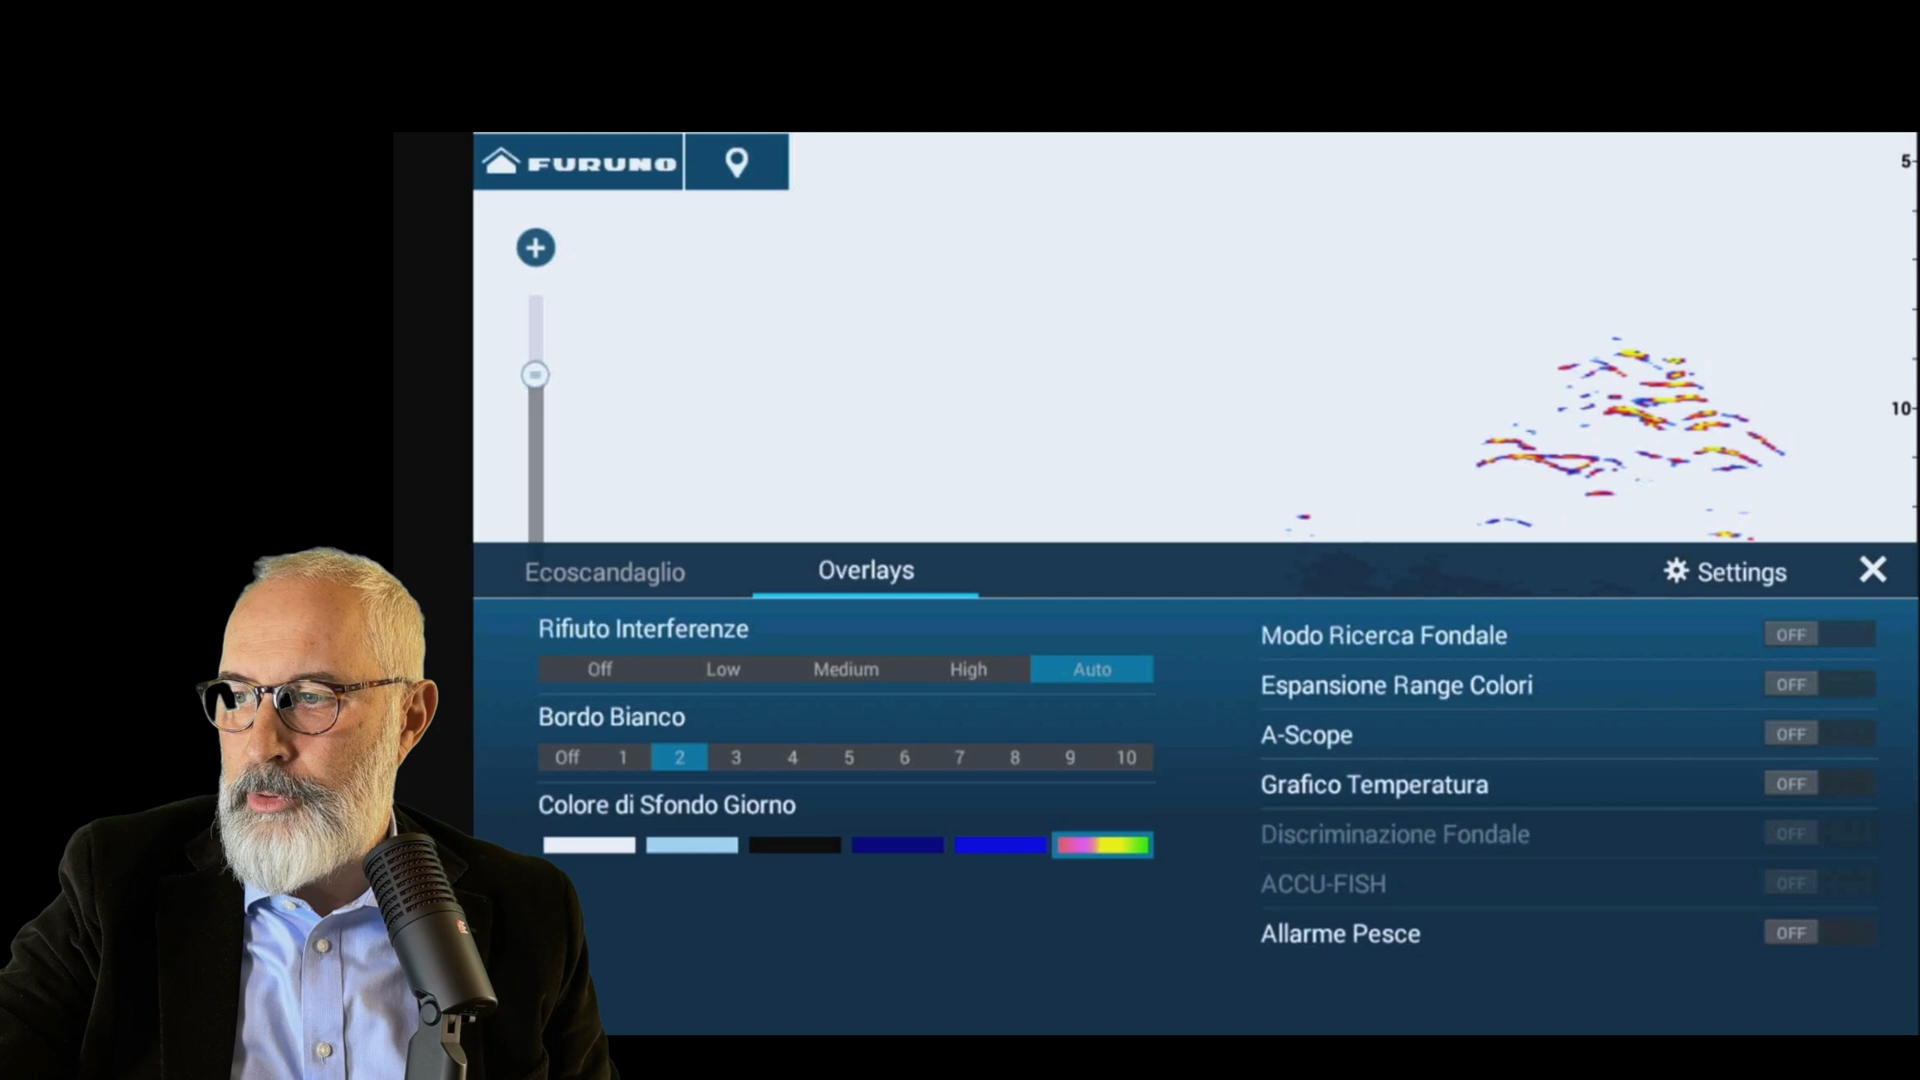 FURUNO
5
10
Ecoscandaglio Overlays Settings
Rifiuto Interferenze
Off Low Medium High Auto
Bordo Bianco
Off 1 2 3 4 5 6 7 8 9 10
Colore di Sfondo Giorno
Modo Ricerca Fondale OFF
Espansione Range Colori OFF
A-Scope OFF
Grafico Temperatura OFF
Discriminazione Fondale OFF
ACCU-FISH OFF
Allarme Pesce OFF